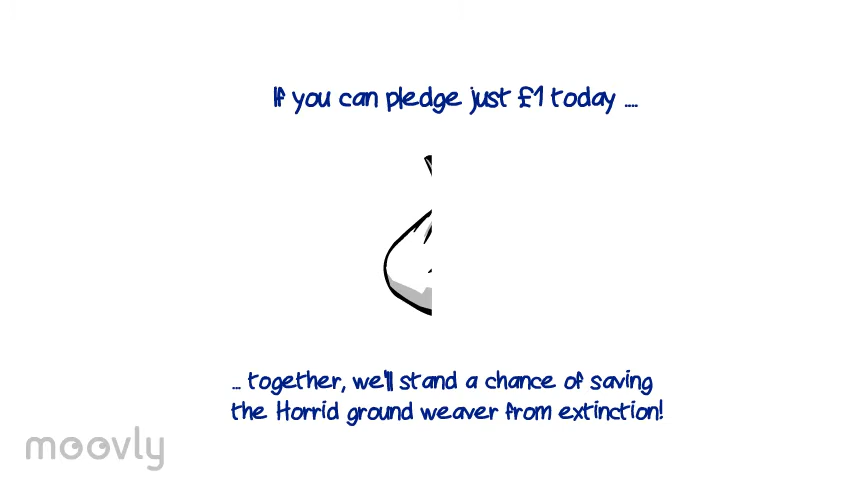 If you can pledge just £1 today ....
... together, we'll stand a chance of saving
the Horrid ground weaver from extinction!
moovly